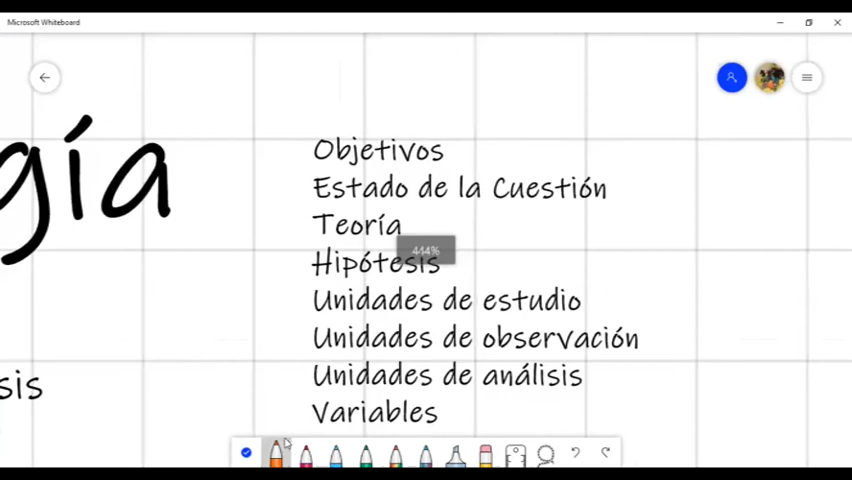 Microsoft Whiteboard
gía
Objetivos
Estado de la Cuestión
Teoría
444%
Hipótesis
Unidades de estudio
Unidades de observación
Unidades de análisis
sis
Variables